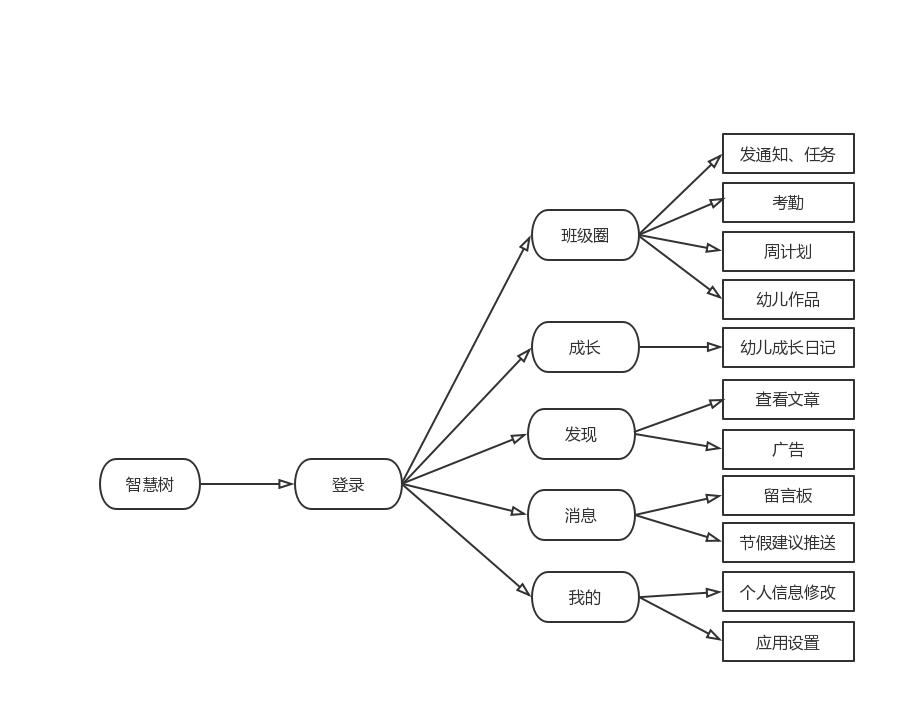 智慧树
登录
班级圈
发通知、任务
考勤
周计划
幼儿作品
成长
幼儿成长日记
发现
查看文章
广告
消息
留言板
节假建议推送
我的
个人信息修改
应用设置